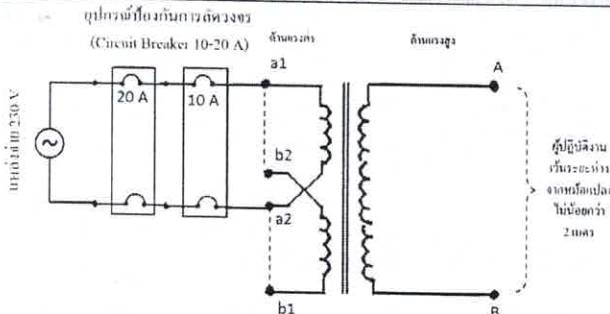 อุปกรณ์ป้องกันการลัดวงจร
(Circuit Breaker 10-20 A)
ด้านแรงต่ำ
ด้านแรงสูง
a1
A
20 A
10 A
แหล่งจ่าย 230 V
b2
a2
b1
B
ผู้ปฏิบัติงาน
เว้นระยะห่าง
จากหม้อแปลง
ไม่น้อยกว่า
2 เมตร